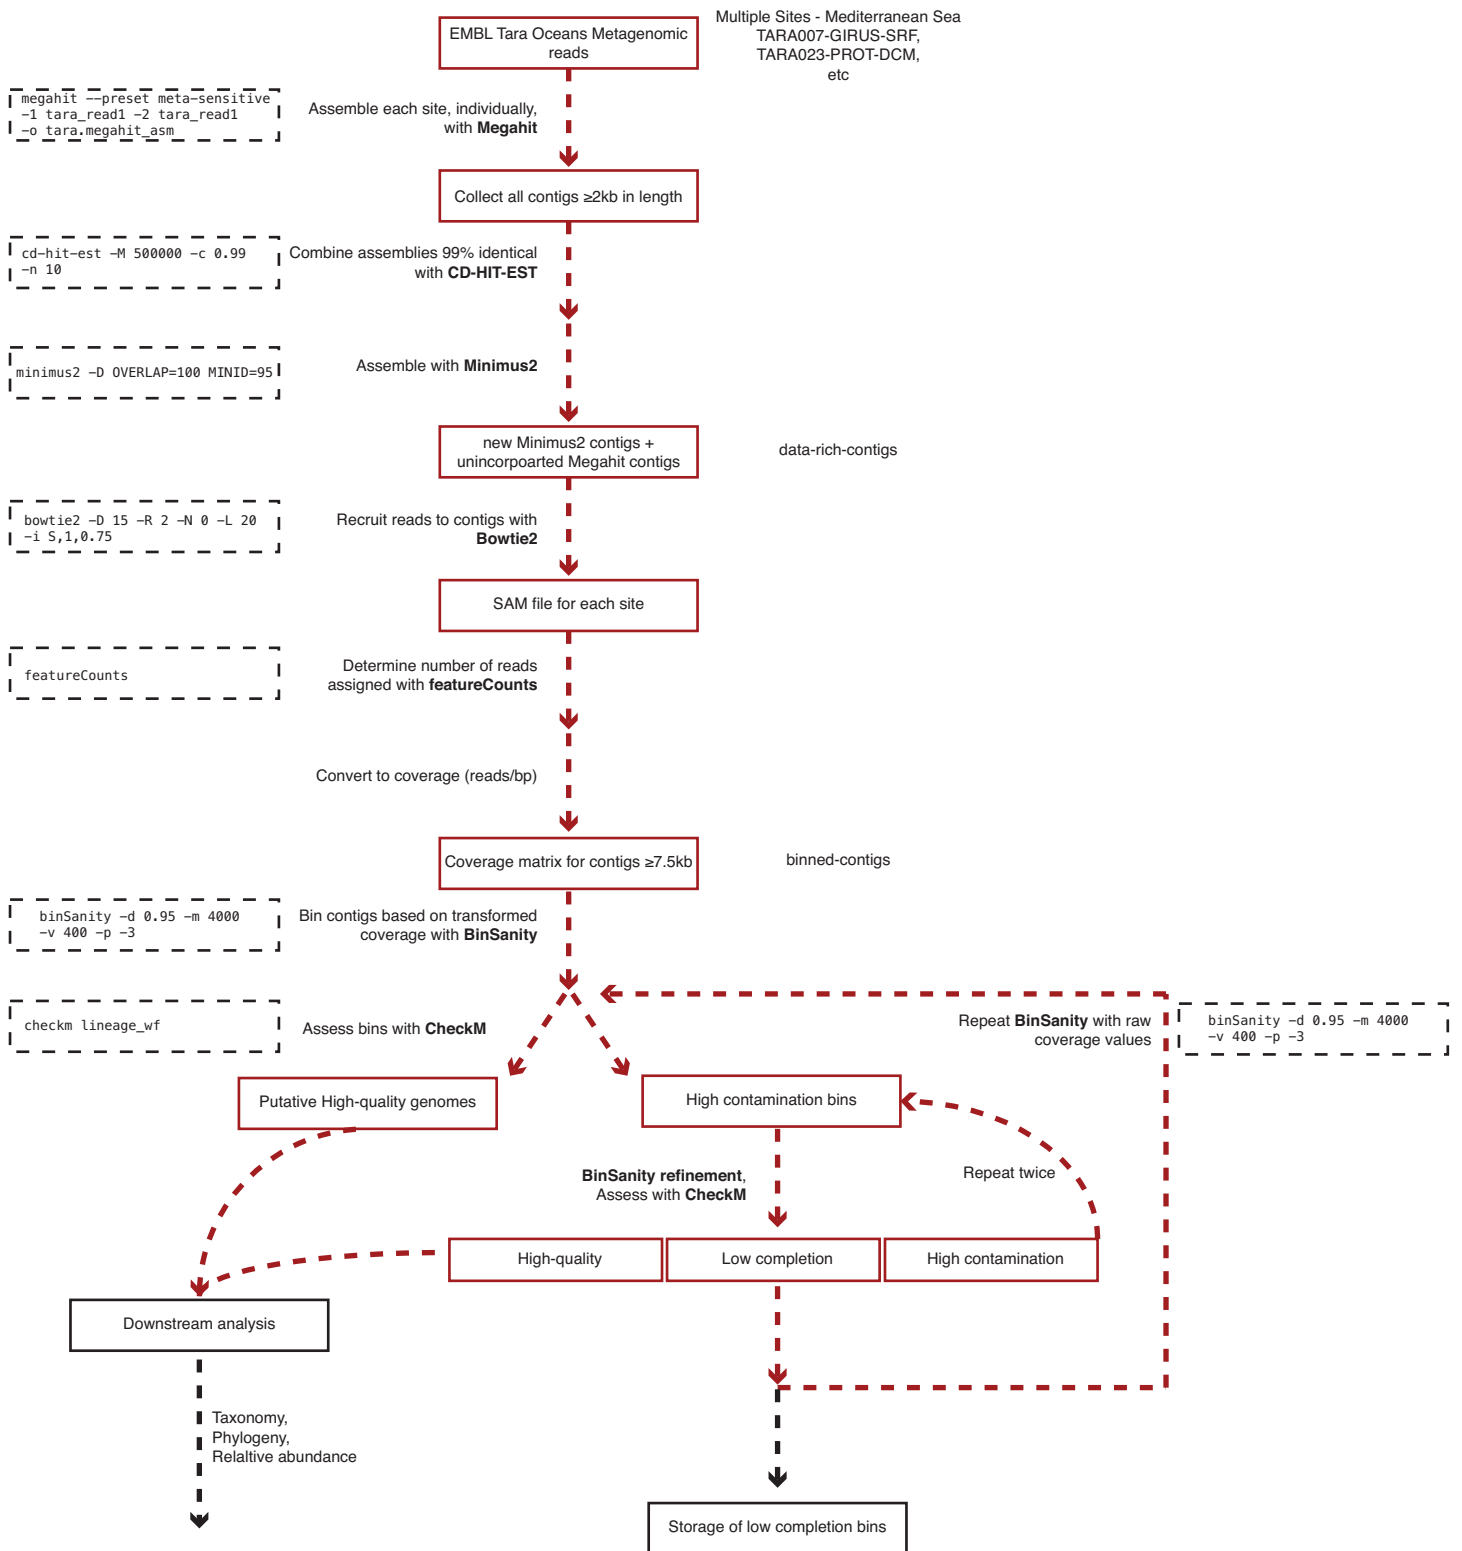 EMBL Tara Oceans Metagenomic
reads
Multiple Sites - Mediterranean Sea
TARA007-GIRUS-SRF,
TARA023-PROT-DCM,
etc
megahit --preset meta-sensitive
-1 tara_read1 -2 tara_read1
-o tara.megahit_asm
Assemble each site, individually,
with Megahit
Collect all contigs ≥2kb in length
cd-hit-est -M 500000 -c 0.99
-n 10
Combine assemblies 99% identical
with CD-HIT-EST
minimus2 -D OVERLAP=100 MINID=95
Assemble with Minimus2
new Minimus2 contigs +
unincorpoarted Megahit contigs
data-rich-contigs
bowtie2 -D 15 -R 2 -N 0 -L 20
-i S,1,0.75
Recruit reads to contigs with
Bowtie2
SAM file for each site
featureCounts
Determine number of reads
assigned with featureCounts
Convert to coverage (reads/bp)
Coverage matrix for contigs ≥7.5kb
binned-contigs
binSanity -d 0.95 -m 4000
-v 400 -p -3
Bin contigs based on transformed
coverage with BinSanity
checkm lineage_wf
Assess bins with CheckM
Repeat BinSanity with raw
coverage values
binSanity -d 0.95 -m 4000
-v 400 -p -3
Putative High-quality genomes
High contamination bins
BinSanity refinement,
Assess with CheckM
Repeat twice
High-quality
Low completion
High contamination
Downstream analysis
Taxonomy,
Phylogeny,
Relaltive abundance
Storage of low completion bins